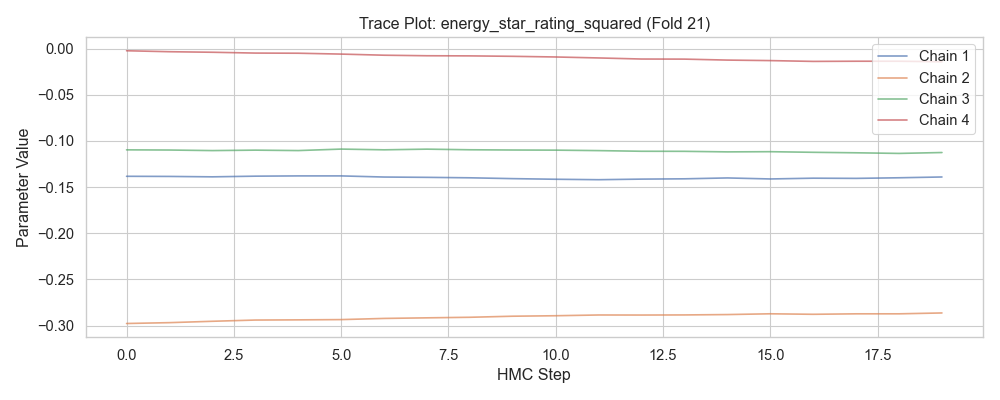 Trace Plot: energy_star_rating_squared (Fold 21)
0.00
−0.05
−0.10
−0.15
−0.20
−0.25
−0.30
Parameter Value
Chain 1
Chain 2
Chain 3
Chain 4
0.0 2.5 5.0 7.5 10.0 12.5 15.0 17.5
HMC Step